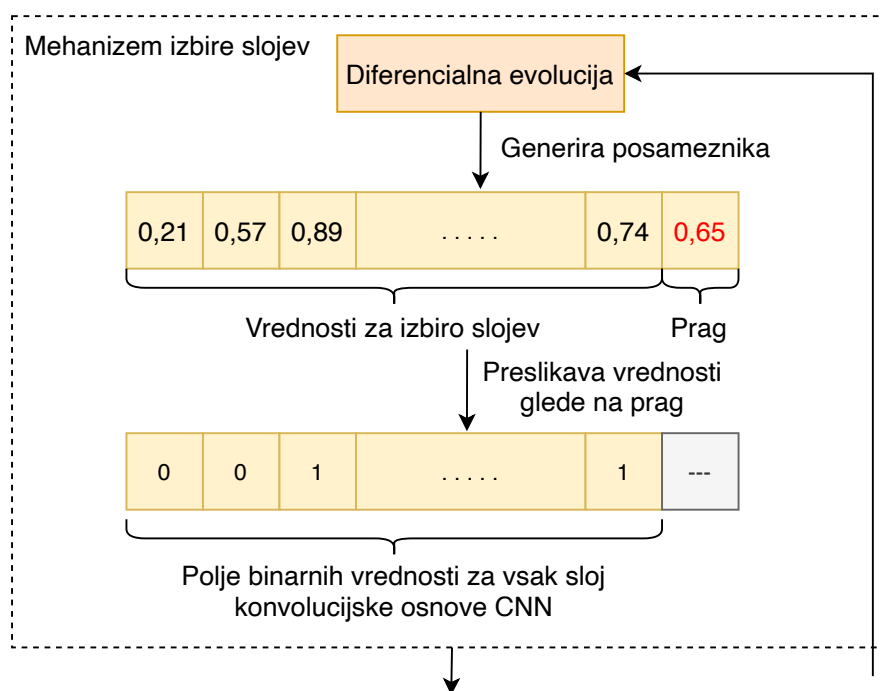 Mehanizem izbire slojev
Diferencialna evolucija
Generira posameznika
0,21 0,57 0,89 ..... 0,74 0,65
Vrednosti za izbiro slojev Prag
Preslikava vrednosti
glede na prag
0 0 1 ..... 1 ---
Polje binarnih vrednosti za vsak sloj
konvolucijske osnove CNN